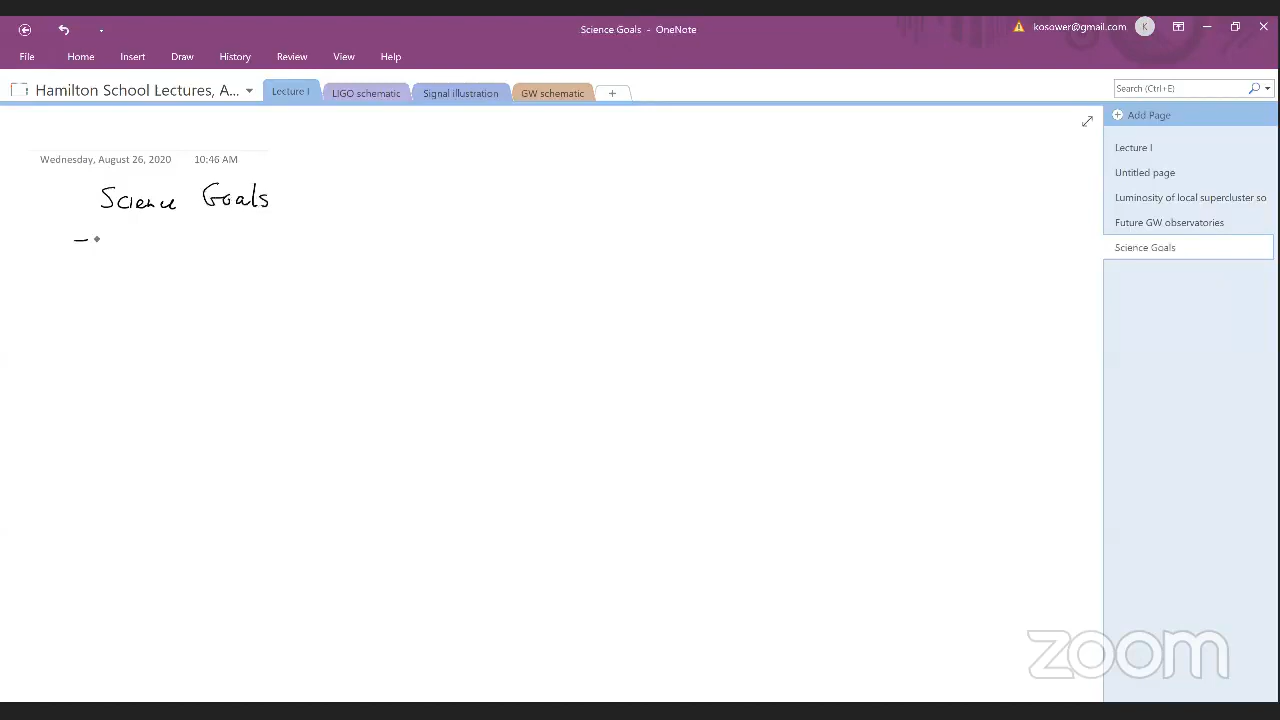 Science Goals - OneNote
kosower@gmail.com K
File Home Insert Draw History Review View Help
Hamilton School Lectures, A... Lecture I LIGO schematic Signal illustration GW schematic +
Search (Ctrl+E)
Add Page
Wednesday, August 26, 2020 10:46 AM
Science Goals
–
Lecture I
Untitled page
Luminosity of local supercluster so
Future GW observatories
Science Goals
zoom